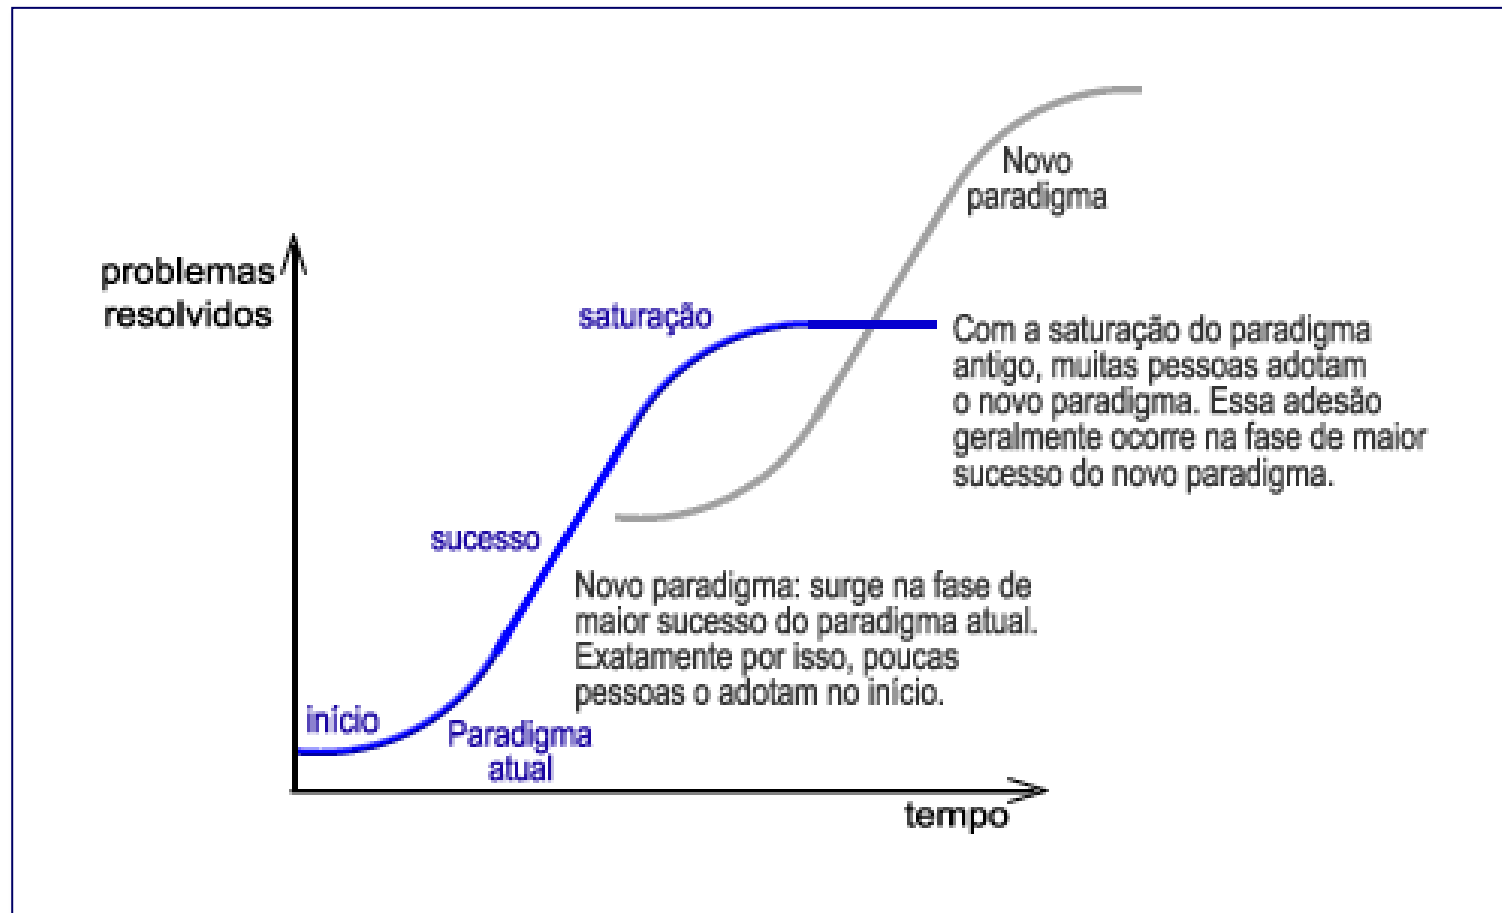 Novo
paradigma
problemas
resolvidos
saturação
Com a saturação do paradigma
antigo, muitas pessoas adotam
o novo paradigma. Essa adesão
geralmente ocorre na fase de maior
sucesso do novo paradigma.
sucesso
Novo paradigma: surge na fase de
maior sucesso do paradigma atual.
Exatamente por isso, poucas
pessoas o adotam no início.
início
Paradigma
atual
tempo